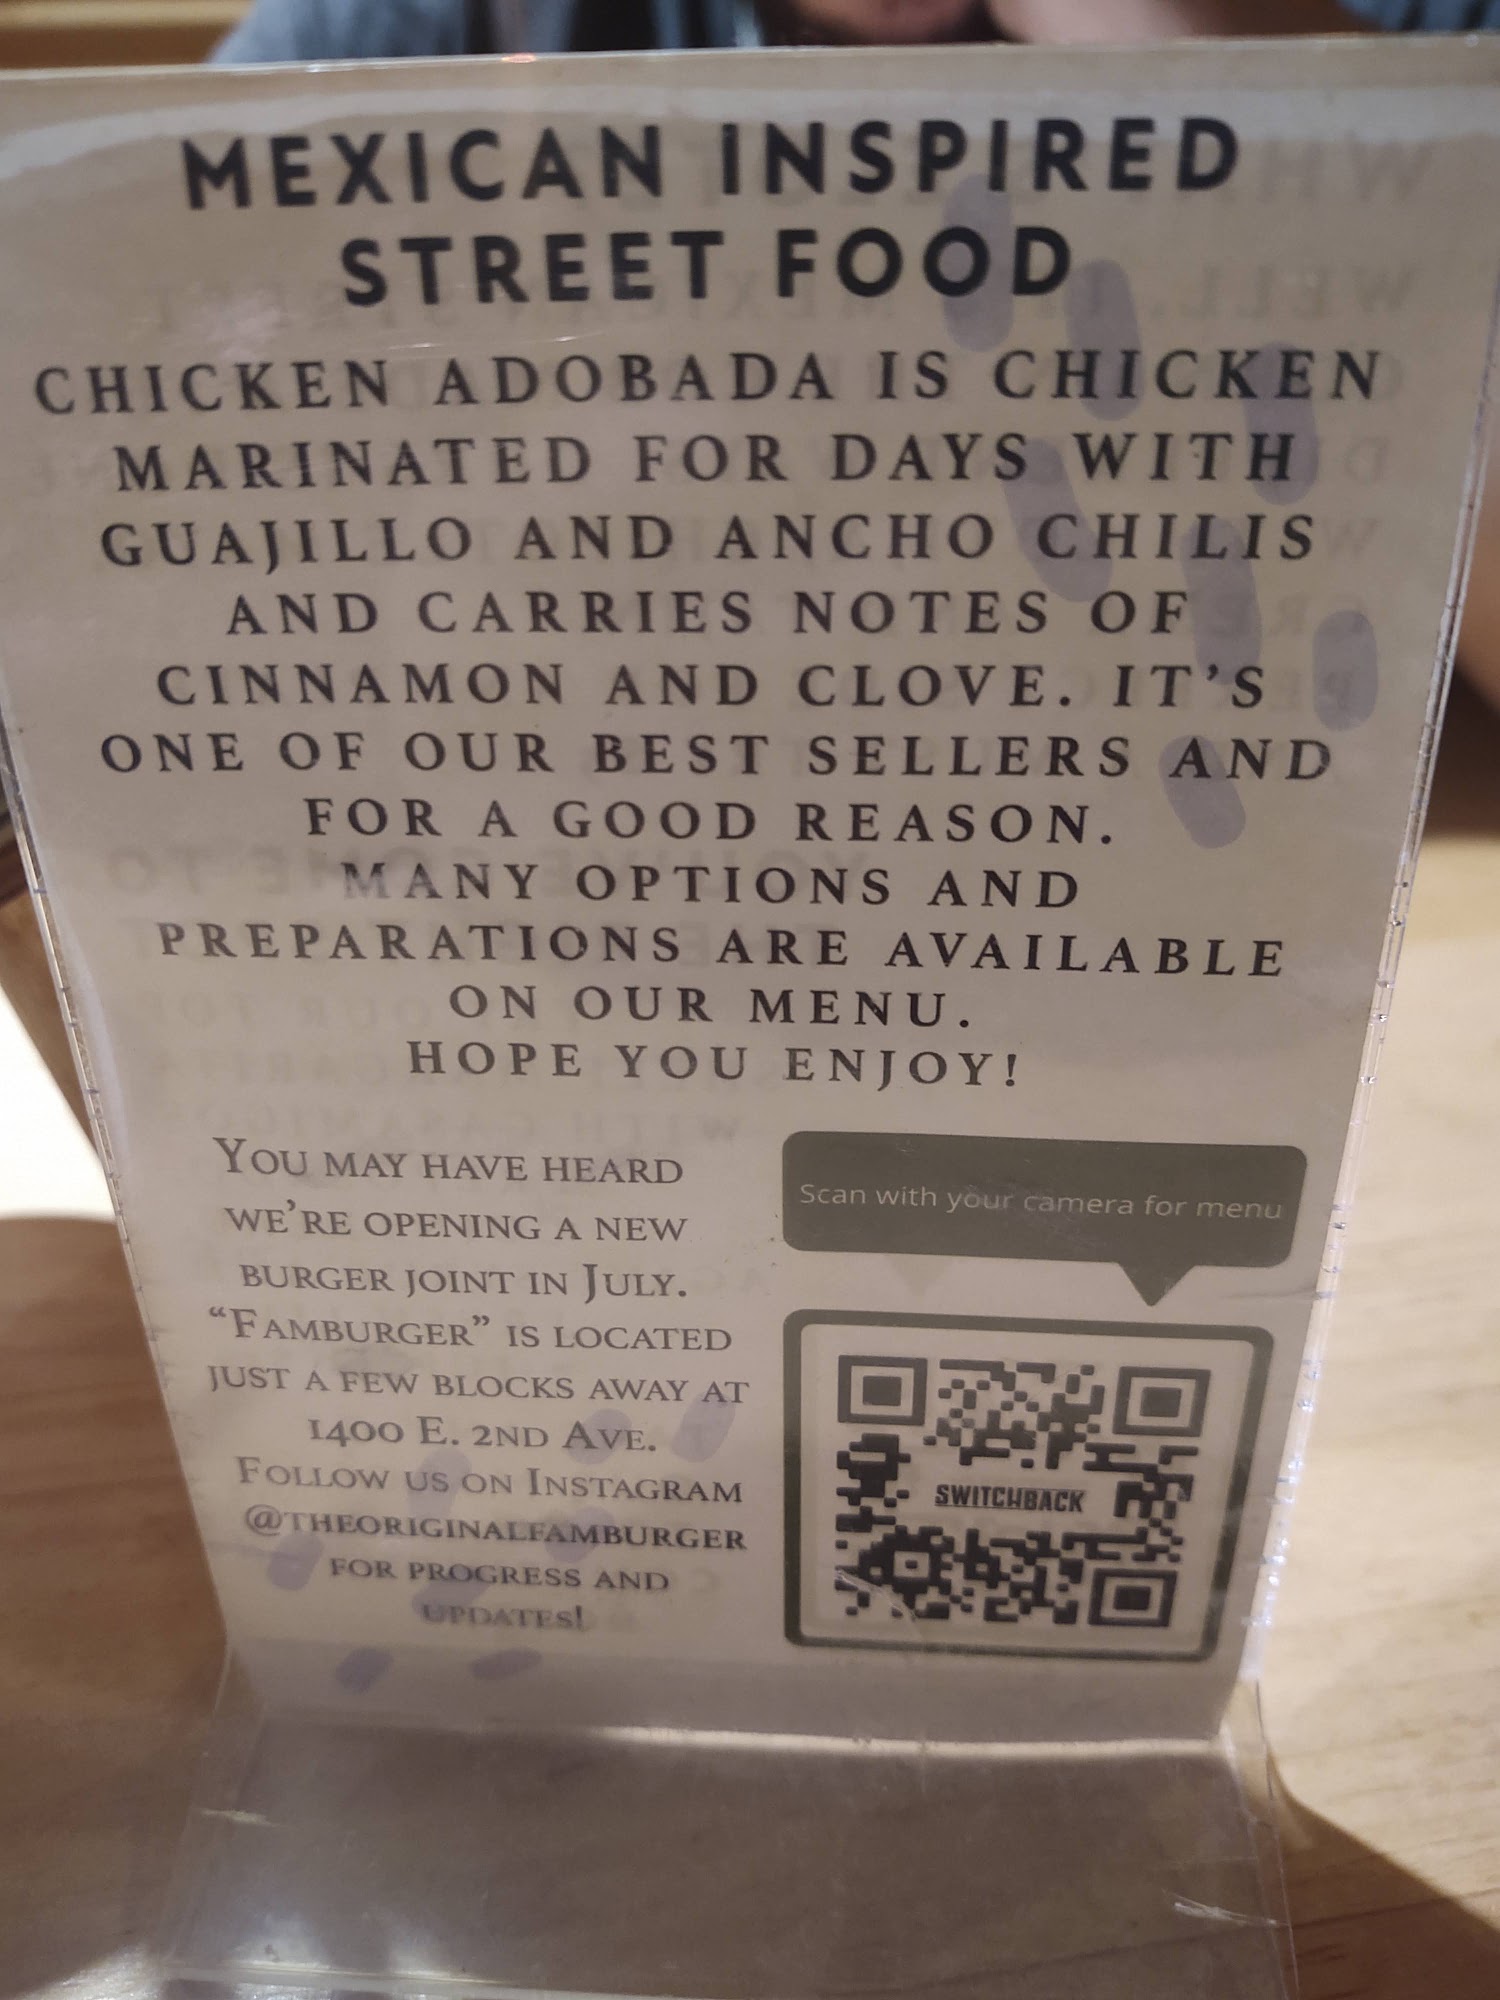 MEXICAN INSPIRED
STREET FOOD
CHICKEN ADOBADA IS CHICKEN
MARINATED FOR DAYS WITH
GUAJILLO AND ANCHO CHILIS
AND CARRIES NOTES OF
CINNAMON AND CLOVE. IT'S
ONE OF OUR BEST SELLERS AND
FOR A GOOD REASON.
MANY OPTIONS AND
PREPARATIONS ARE AVAILABLE
ON OUR MENU.
HOPE YOU ENJOY!
YOU MAY HAVE HEARD
WE'RE OPENING A NEW
BURGER JOINT IN JULY.
"FAMBURGER" IS LOCATED
JUST A FEW BLOCKS AWAY AT
1400 E. 2ND AVE.
FOLLOW US ON INSTAGRAM
@THEORIGINALFAMBURGER
FOR PROGRESS AND
UPDATES!
Scan with your camera for menu
SWITCHBACK